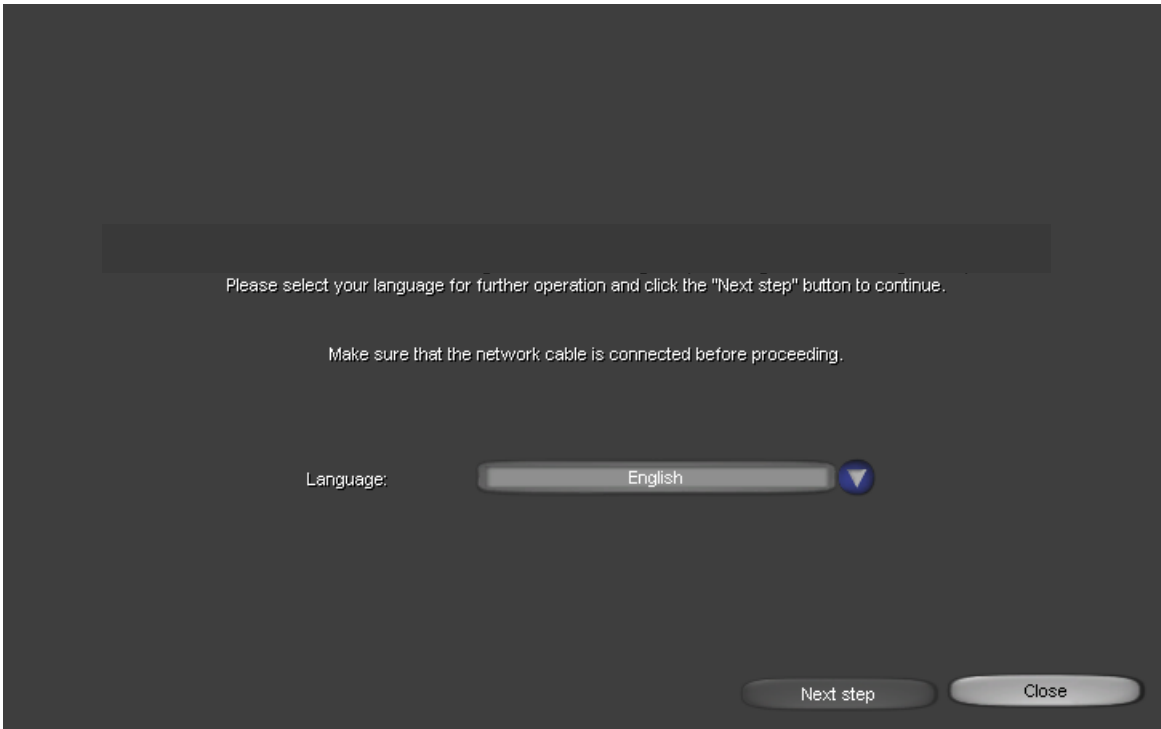 Please select your language for further operation and click the "Next step" button to continue.
Make sure that the network cable is connected before proceeding.
Language:
English
Next step
Close